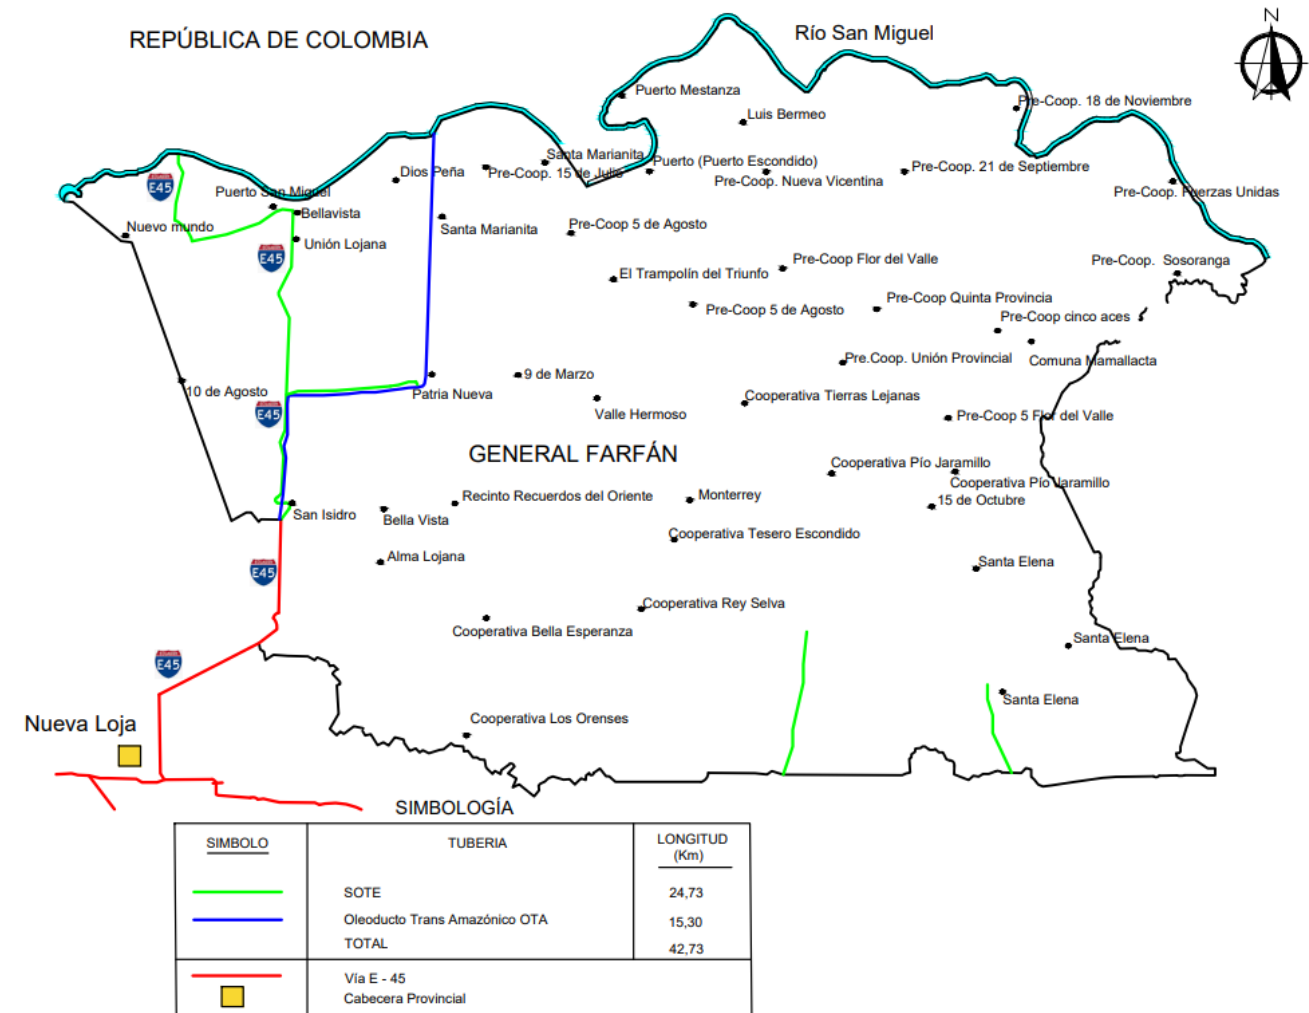 N
REPÚBLICA DE COLOMBIA
Río San Miguel
Puerto Mestanza
Pre-Coop. 18 de Noviembre
Luis Bermeo
Santa Marianita
Puerto (Puerto Escondido)
Pre-Coop. 21 de Septiembre
Dios Peña
Pre-Coop. 15 de Julio
Pre-Coop. Nueva Vicentina
E45
Puerto San Miguel
Pre-Coop. Fuerzas Unidas
Bellavista
Nuevo mundo
Santa Marianita
Pre-Coop 5 de Agosto
Unión Lojana
E45
Pre-Coop Flor del Valle
Pre-Coop. Sosoranga
El Trampolín del Triunfo
Pre-Coop Quinta Provincia
Pre-Coop 5 de Agosto
Pre-Coop cinco aces
Pre.Coop. Unión Provincial
Comuna Mamallacta
9 de Marzo
10 de Agosto
Patria Nueva
Cooperativa Tierras Lejanas
E45
Valle Hermoso
Pre-Coop 5 Flor del Valle
GENERAL FARFÁN
Cooperativa Pío Jaramillo
Cooperativa Pío Jaramillo
Recinto Recuerdos del Oriente
Monterrey
15 de Octubre
San Isidro
Bella Vista
Cooperativa Tesero Escondido
Alma Lojana
Santa Elena
E45
Cooperativa Rey Selva
Cooperativa Bella Esperanza
Santa Elena
E45
Santa Elena
Cooperativa Los Orenses
Nueva Loja
SIMBOLOGÍA
SIMBOLO TUBERIA LONGITUD
(Km)
SOTE 24,73
Oleoducto Trans Amazónico OTA 15,30
TOTAL 42,73
Vía E - 45
Cabecera Provincial